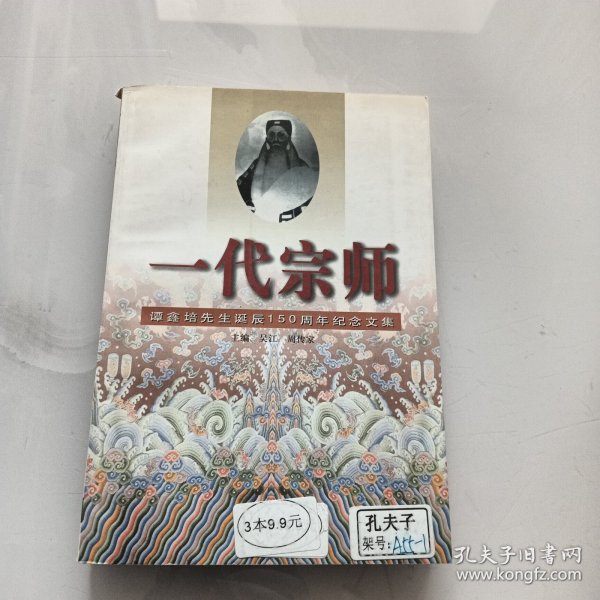 一代宗师
谭鑫培先生诞辰150周年纪念文集
主编 吴江 周传家
3本9.9元
孔夫子
架号:A55-1
孔夫子旧书网
www.kongfz.com